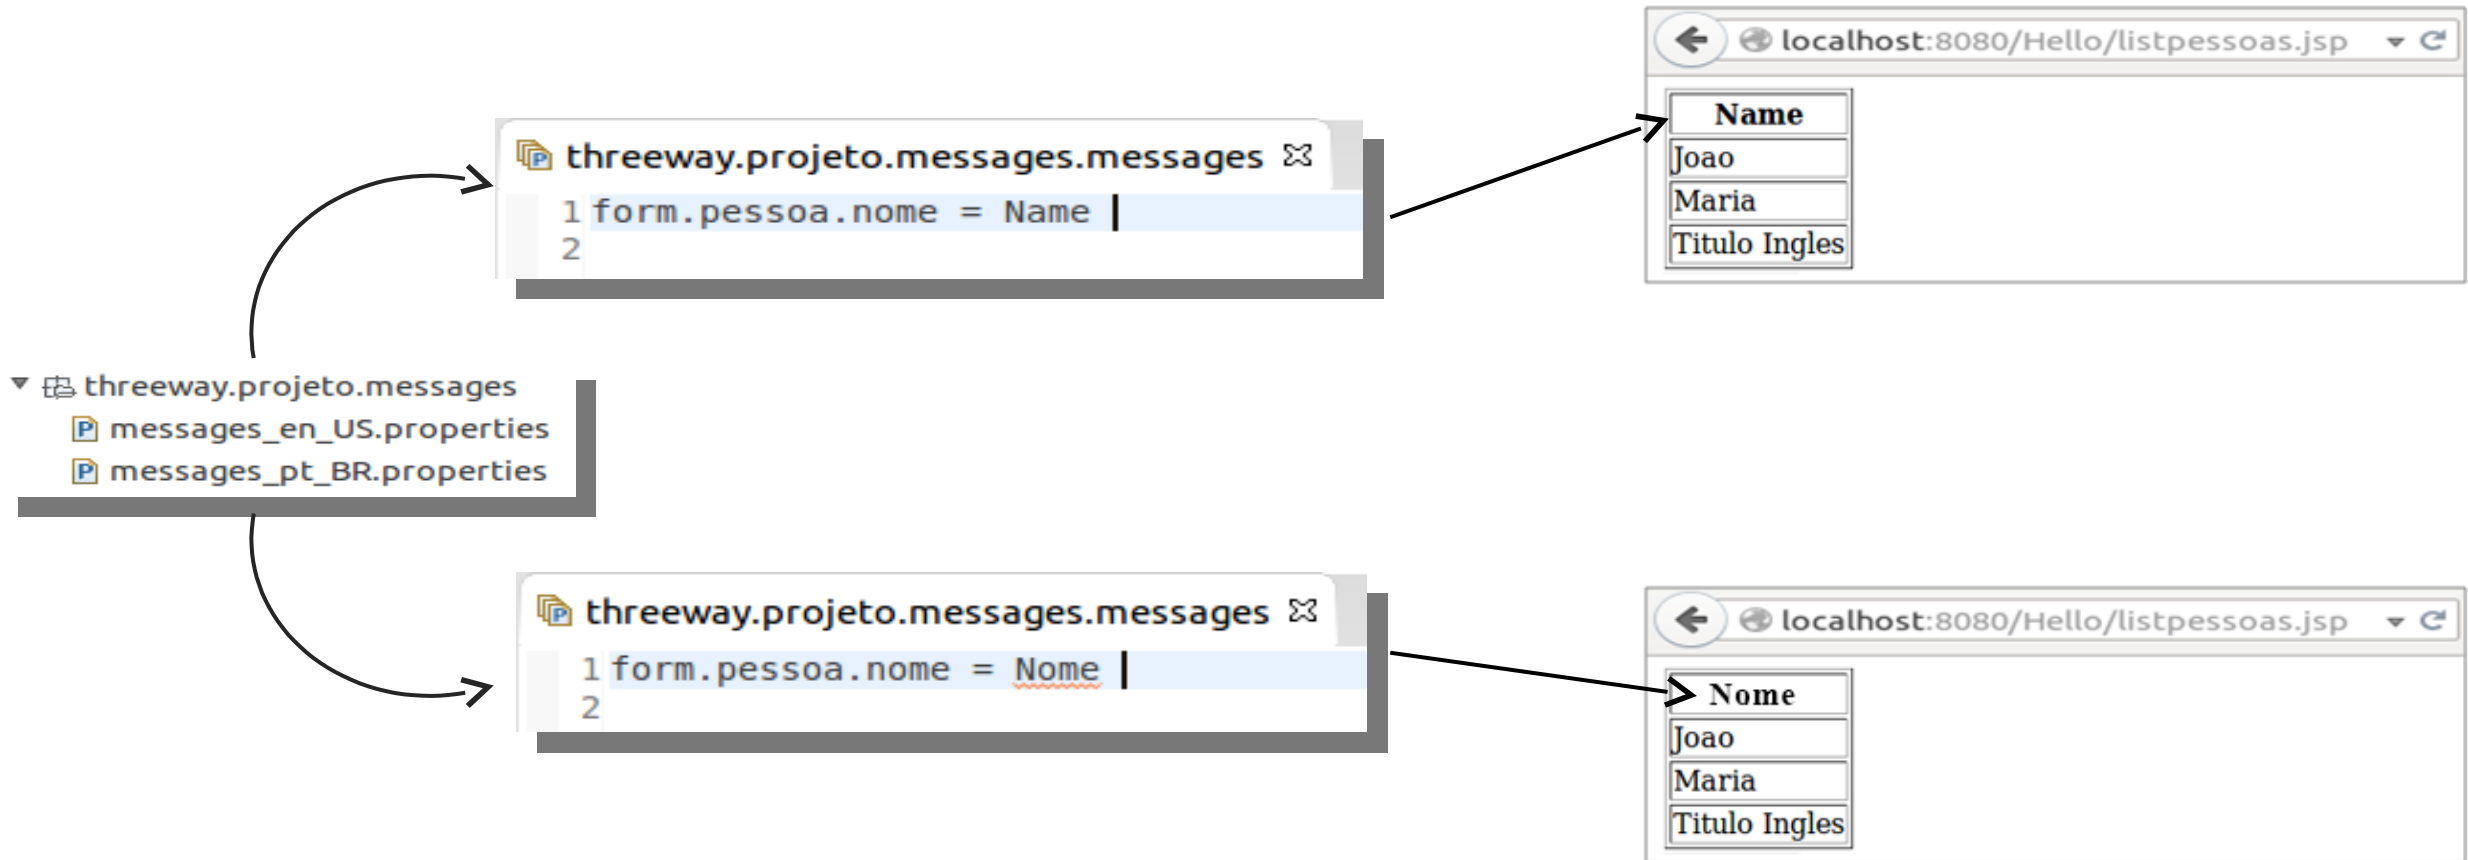 threeway.projeto.messages
messages_en_US.properties
messages_pt_BR.properties
threeway.projeto.messages.messages
1 form.pessoa.nome = Name
2
localhost:8080/Hello/listpessoas.jsp
Name
Joao
Maria
Titulo Ingles
threeway.projeto.messages.messages
1 form.pessoa.nome = Nome
2
localhost:8080/Hello/listpessoas.jsp
Nome
Joao
Maria
Titulo Ingles